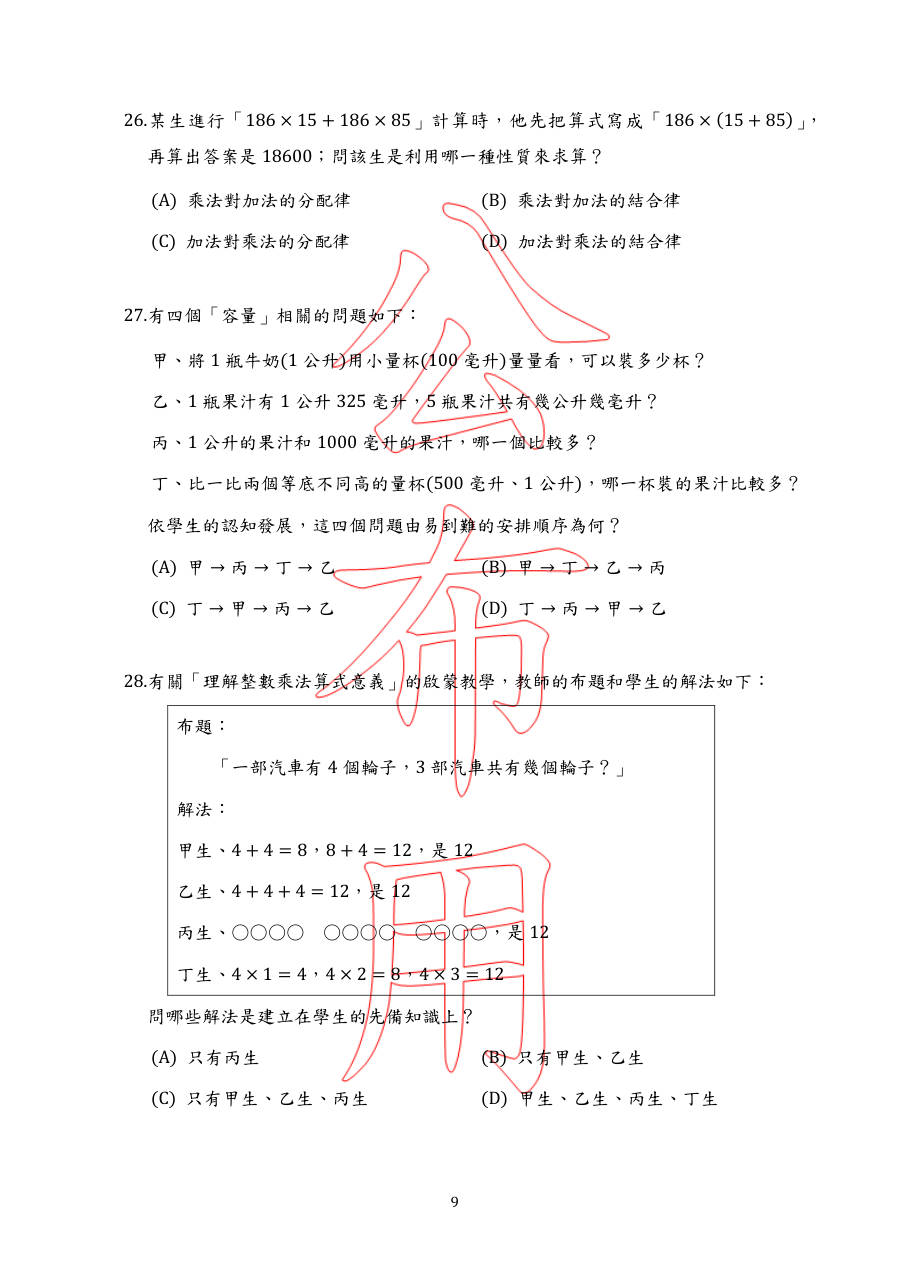 26.某生進行「186 × 15 + 186 × 85」計算時，他先把算式寫成「186 × (15 + 85)」，
再算出答案是 18600；問該生是利用哪一種性質來求算？
(A) 乘法對加法的分配律 (B) 乘法對加法的結合律
(C) 加法對乘法的分配律 (D) 加法對乘法的結合律
27.有四個「容量」相關的問題如下：
甲、將 1 瓶牛奶(1 公升)用小量杯(100 毫升)量量看，可以裝多少杯？
乙、1 瓶果汁有 1 公升 325 毫升，5 瓶果汁共有幾公升幾毫升？
丙、1 公升的果汁和 1000 毫升的果汁，哪一個比較多？
丁、比一比兩個等底不同高的量杯(500 毫升、1 公升)，哪一杯裝的果汁比較多？
依學生的認知發展，這四個問題由易到難的安排順序為何？
(A) 甲 → 丙 → 丁 → 乙 (B) 甲 → 丁 → 乙 → 丙
(C) 丁 → 甲 → 丙 → 乙 (D) 丁 → 丙 → 甲 → 乙
28.有關「理解整數乘法算式意義」的啟蒙教學，教師的布題和學生的解法如下：
布題：
「一部汽車有 4 個輪子，3 部汽車共有幾個輪子？」
解法：
甲生、4 + 4 = 8，8 + 4 = 12，是 12
乙生、4 + 4 + 4 = 12，是 12
丙生、○○○○ ○○○○ ○○○○，是 12
丁生、4 × 1 = 4，4 × 2 = 8，4 × 3 = 12
問哪些解法是建立在學生的先備知識上？
(A) 只有丙生 (B) 只有甲生、乙生
(C) 只有甲生、乙生、丙生 (D) 甲生、乙生、丙生、丁生
公布用
9